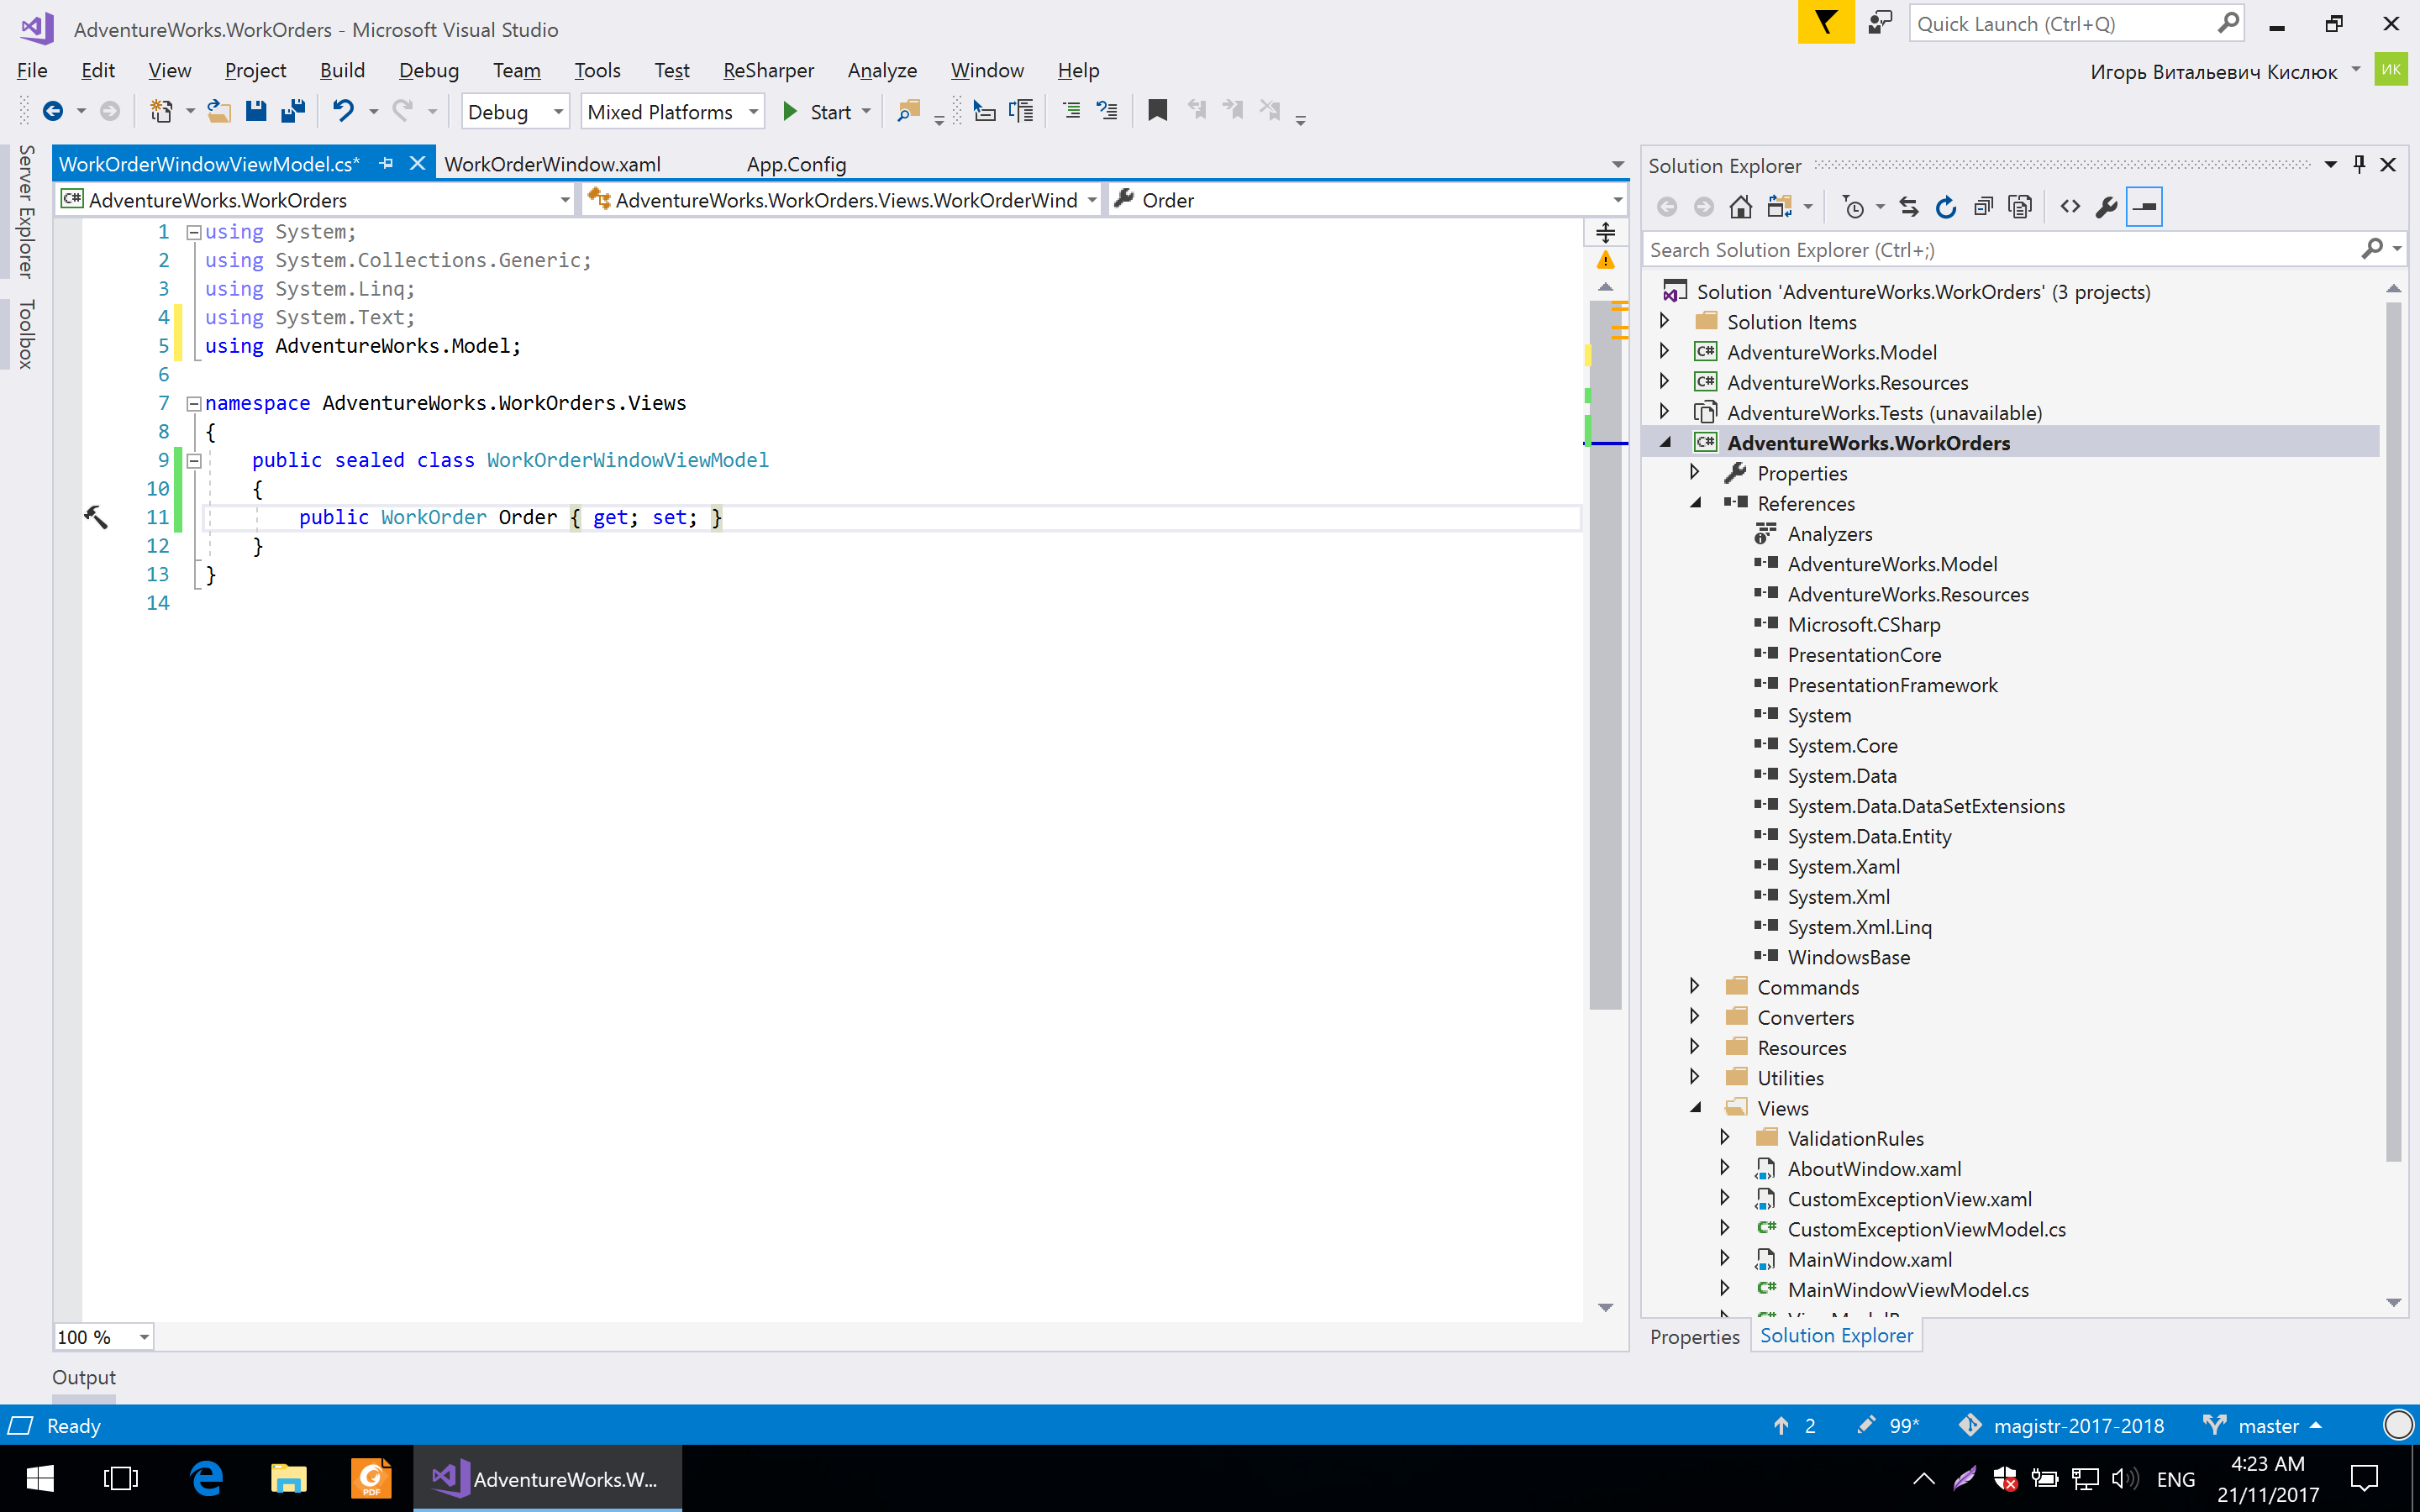 AdventureWorks.WorkOrders - Microsoft Visual Studio
Quick Launch (Ctrl+Q)
File Edit View Project Build Debug Team Tools Test ReSharper Analyze Window Help
Игорь Витальевич Кислюк ИК
Debug Mixed Platforms Start
Server Explorer
Toolbox
WorkOrderWindowViewModel.cs* WorkOrderWindow.xaml App.Config
C# AdventureWorks.WorkOrders AdventureWorks.WorkOrders.Views.WorkOrderWind Order
1 using System;
2 using System.Collections.Generic;
3 using System.Linq;
4 using System.Text;
5 using AdventureWorks.Model;
6
7 namespace AdventureWorks.WorkOrders.Views
8 {
9 public sealed class WorkOrderWindowViewModel
10 {
11 public WorkOrder Order { get; set; }
12 }
13 }
14
100 %
Output
Solution Explorer
Search Solution Explorer (Ctrl+;)
Solution 'AdventureWorks.WorkOrders' (3 projects)
Solution Items
C# AdventureWorks.Model
C# AdventureWorks.Resources
AdventureWorks.Tests (unavailable)
C# AdventureWorks.WorkOrders
Properties
References
Analyzers
AdventureWorks.Model
AdventureWorks.Resources
Microsoft.CSharp
PresentationCore
PresentationFramework
System
System.Core
System.Data
System.Data.DataSetExtensions
System.Data.Entity
System.Xaml
System.Xml
System.Xml.Linq
WindowsBase
Commands
Converters
Resources
Utilities
Views
ValidationRules
AboutWindow.xaml
CustomExceptionView.xaml
C# CustomExceptionViewModel.cs
MainWindow.xaml
C# MainWindowViewModel.cs
Properties Solution Explorer
Ready 2 99* magistr-2017-2018 master
PDF AdventureWorks.W... ENG 4:23 AM
21/11/2017